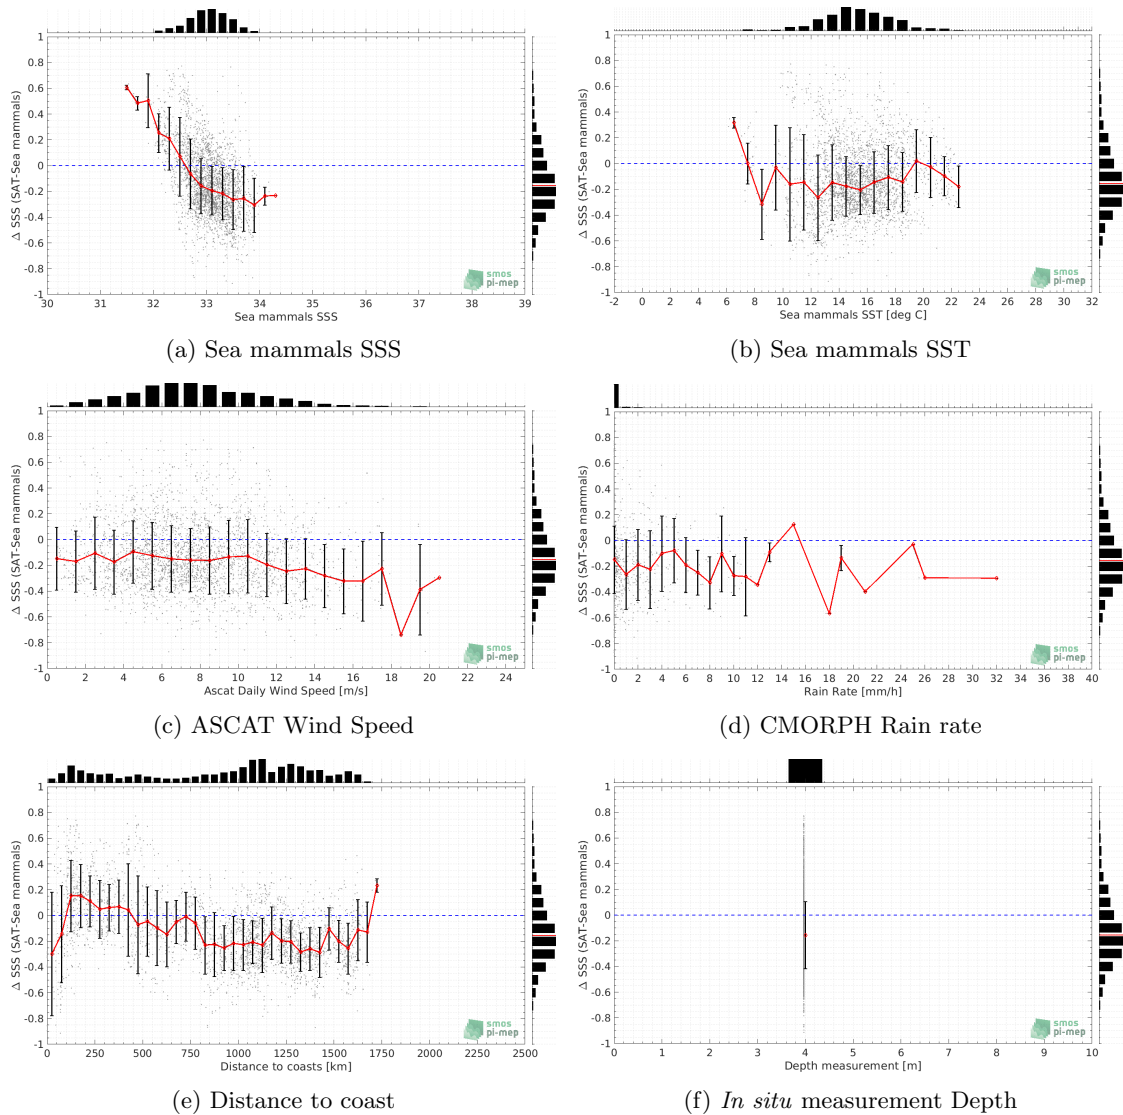 1
0.8
0.6
0.4
0.2
0
-0.2
-0.4
-0.6
-0.8
-1
Δ SSS (SAT-Sea mammals)
30 31 32 33 34 35 36 37 38 39
Sea mammals SSS
smos
pi-mep
(a) Sea mammals SSS
1
0.8
0.6
0.4
0.2
0
-0.2
-0.4
-0.6
-0.8
-1
Δ SSS (SAT-Sea mammals)
-2 0 2 4 6 8 10 12 14 16 18 20 22 24 26 28 30 32
Sea mammals SST [deg C]
smos
pi-mep
(b) Sea mammals SST
1
0.8
0.6
0.4
0.2
0
-0.2
-0.4
-0.6
-0.8
-1
Δ SSS (SAT-Sea mammals)
0 2 4 6 8 10 12 14 16 18 20 22 24
Ascat Daily Wind Speed [m/s]
smos
pi-mep
(c) ASCAT Wind Speed
1
0.8
0.6
0.4
0.2
0
-0.2
-0.4
-0.6
-0.8
-1
Δ SSS (SAT-Sea mammals)
0 2 4 6 8 10 12 14 16 18 20 22 24 26 28 30 32 34 36 38 40
Rain Rate [mm/h]
smos
pi-mep
(d) CMORPH Rain rate
1
0.8
0.6
0.4
0.2
0
-0.2
-0.4
-0.6
-0.8
-1
Δ SSS (SAT-Sea mammals)
0 250 500 750 1000 1250 1500 1750 2000 2250 2500
Distance to coasts [km]
smos
pi-mep
(e) Distance to coast
1
0.8
0.6
0.4
0.2
0
-0.2
-0.4
-0.6
-0.8
-1
Δ SSS (SAT-Sea mammals)
0 1 2 3 4 5 6 7 8 9 10
Depth measurement [m]
smos
pi-mep
(f) In situ measurement Depth